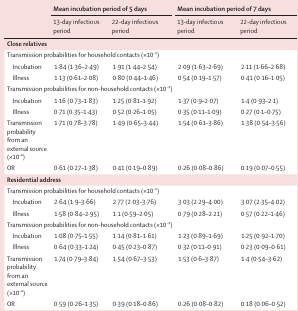 Mean incubation period of 5 days Mean incubation period of 7 days
13-day infectious period 22-day infectious period 13-day infectious period 22-day infectious period
Close relatives
Transmission probabilities for household contacts (×10⁻²)
Incubation 1·84 (1·36–2·49) 1·91 (1·44–2·54) 2·09 (1·63–2·69) 2·11 (1·66–2·68)
Illness 1·13 (0·61–2·08) 0·80 (0·44–1·46) 0·54 (0·19–1·57) 0·41 (0·16–1·05)
Transmission probabilities for non-household contacts
Incubation 1·16 (0·73–1·83) 1·25 (0·81–1·92) 1·37 (0·9–2·07) 1·4 (0·93–2·1)
Illness 0·71 (0·35–1·43) 0·52 (0·26–1·05) 0·35 (0·11–1·09) 0·27 (0·1–0·75)
Transmission probability from an external source 1·71 (0·78–3·78) 1·49 (0·65–3·44) 1·54 (0·61–3·86) 1·38 (0·54–3·56)
OR 0·61 (0·27–1·38) 0·41 (0·19–0·89) 0·26 (0·08–0·86) 0·19 (0·07–0·55)
Residential address
Transmission probabilities for household contacts (×10⁻²)
Incubation 2·64 (1·9–3·66) 2·77 (2·03–3·76) 3·03 (2·29–4·00) 3·07 (2·35–4·02)
Illness 1·58 (0·84–2·95) 1·1 (0·59–2·05) 0·79 (0·28–2·21) 0·57 (0·22–1·46)
Transmission probabilities for non-household contacts
Incubation 1·08 (0·75–1·55) 1·14 (0·81–1·61) 1·23 (0·89–1·69) 1·25 (0·92–1·70)
Illness 0·64 (0·33–1·24) 0·45 (0·23–0·87) 0·32 (0·11–0·91) 0·23 (0·09–0·61)
Transmission probability from an external source 1·74 (0·79–3·84) 1·54 (0·67–3·53) 1·53 (0·6–3·87) 1·4 (0·54–3·62)
OR 0·59 (0·26–1·35) 0·39 (0·18–0·86) 0·26 (0·08–0·82) 0·18 (0·06–0·52)